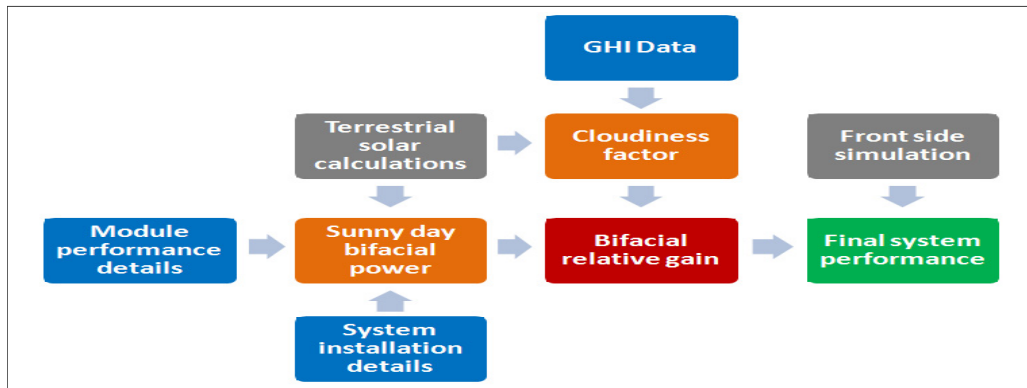 GHI Data
Terrestrial
solar
calculations
Cloudiness
factor
Front side
simulation
Module
performance
details
Sunny day
bifacial
power
Bifacial
relative gain
Final system
performance
System
installation
details